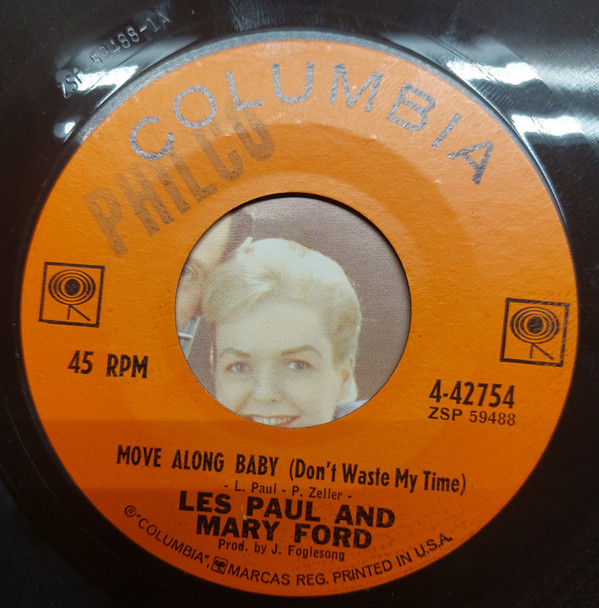 ZSP 59488-1A
COLUMBIA
PHILCO
45 RPM
4-42754
ZSP 59488
MOVE ALONG BABY (Don't Waste My Time)
- L. Paul - P. Zeller -
LES PAUL AND
MARY FORD
Prod. by J. Foglesong
® "COLUMBIA", MARCAS REG. PRINTED IN U.S.A.